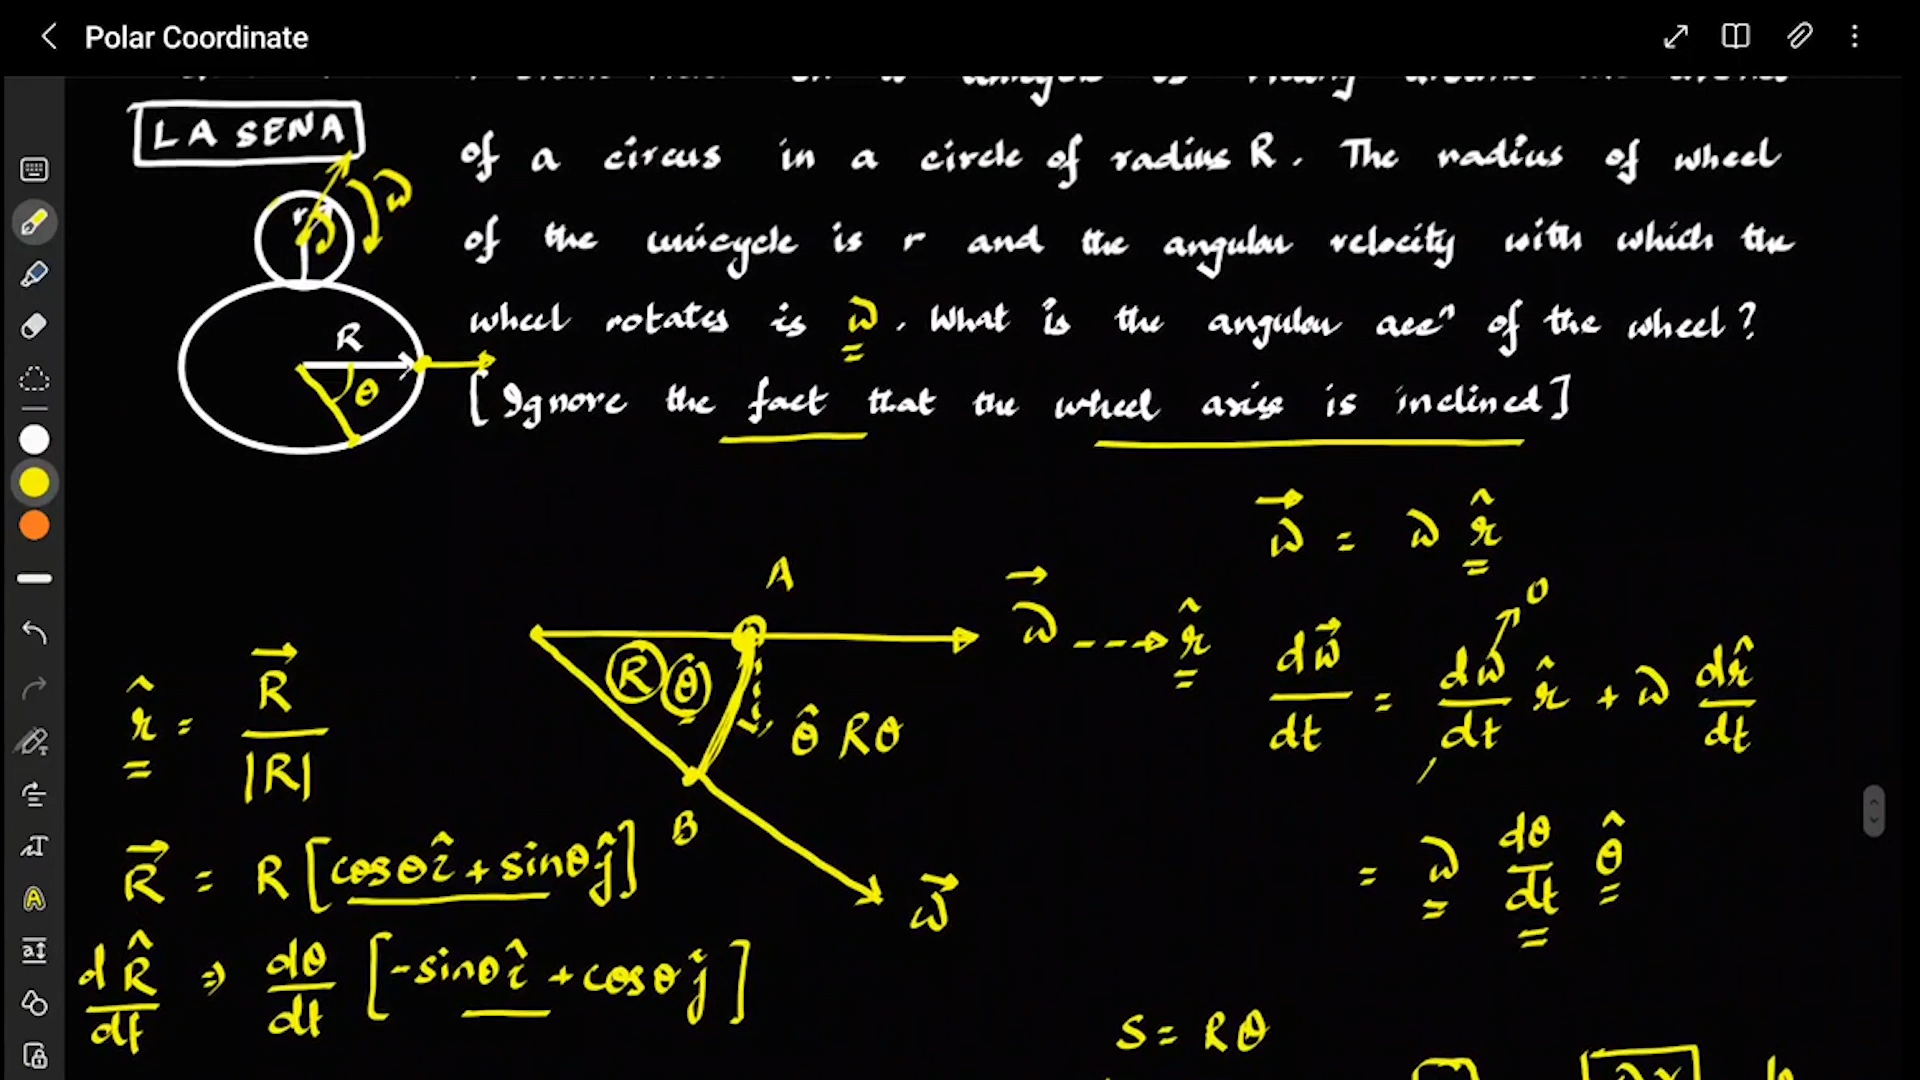 Polar Coordinate
LA SENA
of a circus in a circle of radius R. The radius of wheel
of the unicycle is r and the angular velocity with which the
wheel rotates is ω. What is the angular accⁿ of the wheel?
[Ignore the fact that the wheel axis is inclined]
r ω
R
θ
ω⃗ = ω r̂
A
ω⃗ --→ r̂
R θ
θ̂ Rθ
B
ω⃗
dω⃗/dt = dω/dt r̂ + ω dr̂/dt
0
= ω dθ/dt θ̂
r̂ = R⃗/|R|
R⃗ = R [cosθ î + sinθ ĵ]
dR̂/dt ⇒ dθ/dt [-sinθ î + cosθ ĵ]
S = Rθ